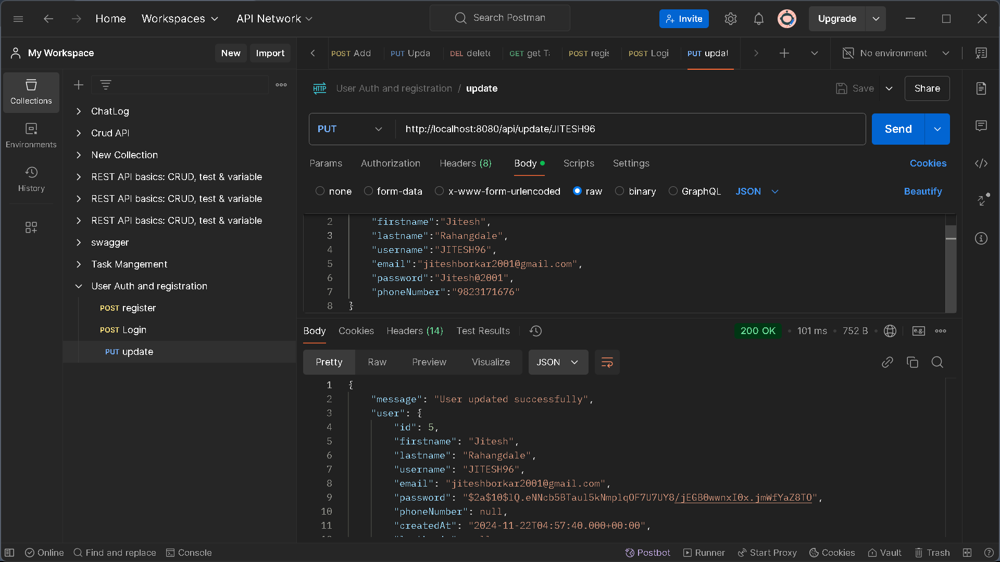 Home Workspaces API Network Search Postman Invite Upgrade
My Workspace New Import POST Add PUT Upda DEL delete GET get Ta POST regis POST Logi PUT updat No environment
Collections
Environments
History
ChatLog
Crud API
New Collection
REST API basics: CRUD, test & variable
REST API basics: CRUD, test & variable
REST API basics: CRUD, test & variable
swagger
Task Mangement
User Auth and registration
POST register
POST Login
PUT update
HTTP User Auth and registration / update Save Share
PUT http://localhost:8080/api/update/JITESH96 Send
Params Authorization Headers (8) Body Scripts Settings Cookies
none form-data x-www-form-urlencoded raw binary GraphQL JSON Beautify
2 "firstname":"Jitesh",
3 "lastname":"Rahangdale",
4 "username":"JITESH96",
5 "email":"jiteshborkar2001@gmail.com",
6 "password":"Jitesh@2001",
7 "phoneNumber":"9823171676"
8 }
Body Cookies Headers (14) Test Results 200 OK • 101 ms • 752 B • e.g.
Pretty Raw Preview Visualize JSON
1 {
2 "message": "User updated successfully",
3 "user": {
4 "id": 5,
5 "firstname": "Jitesh",
6 "lastname": "Rahangdale",
7 "username": "JITESH96",
8 "email": "jiteshborkar2001@gmail.com",
9 "password": "$2a$10$lQ.eNNcb5BTaul5kNmplqOF7U7UY8/jEGB0wwnxI0x.jmWfYaZ8TO",
10 "phoneNumber": null,
11 "createdAt": "2024-11-22T04:57:40.000+00:00",
Online Find and replace Console Postbot Runner Start Proxy Cookies Vault Trash